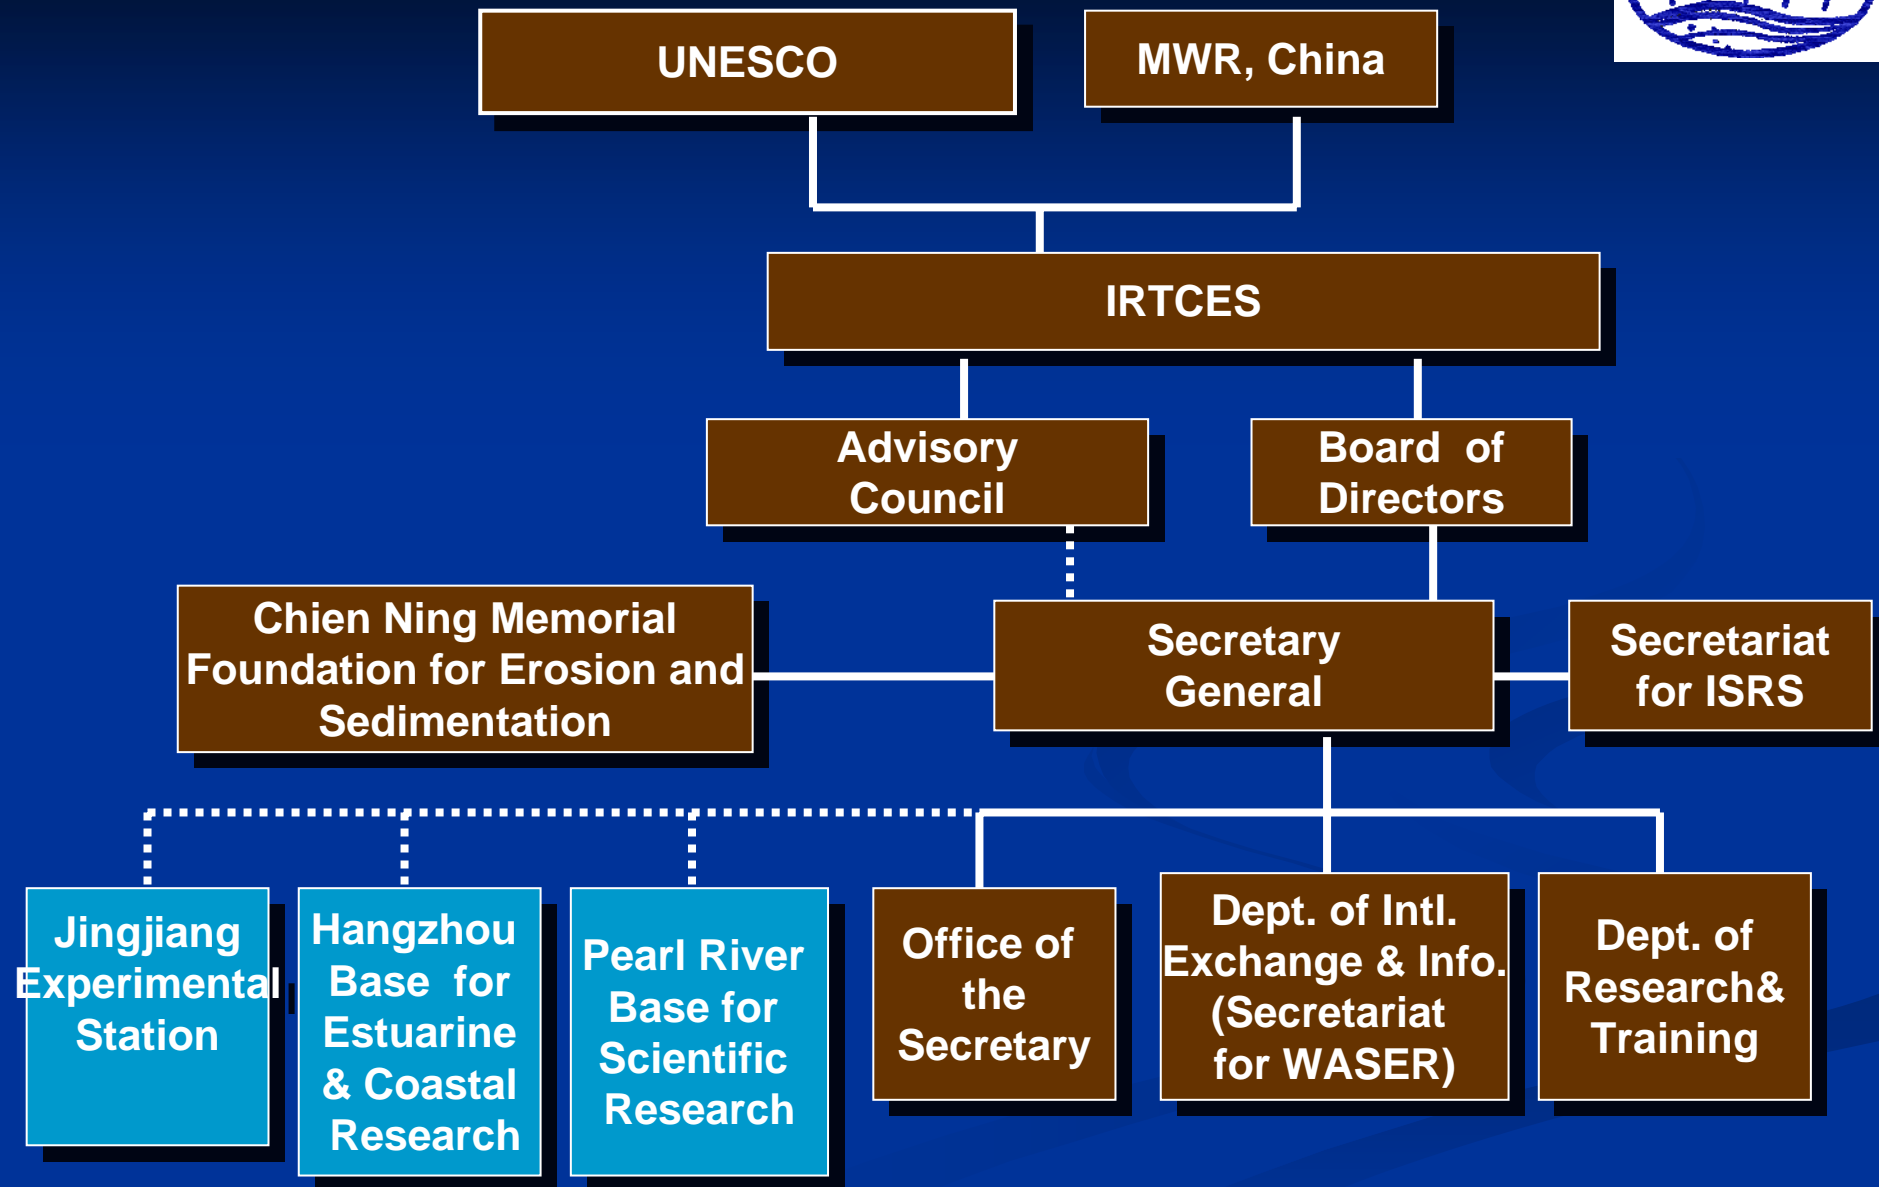 UNESCO
MWR, China
IRTCES
Advisory
Council
Board of
Directors
Chien Ning Memorial
Foundation for Erosion and
Sedimentation
Secretary
General
Secretariat
for ISRS
Jingjiang
Experimental
Station
Hangzhou
Base for
Estuarine
& Coastal
Research
Pearl River
Base for
Scientific
Research
Office of
the
Secretary
Dept. of Intl.
Exchange & Info.
(Secretariat
for WASER)
Dept. of
Research&
Training